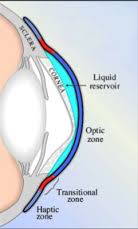 SCLERA
CORNEA
Liquid
reservoir
Optic
zone
Transitional
zone
Haptic
zone